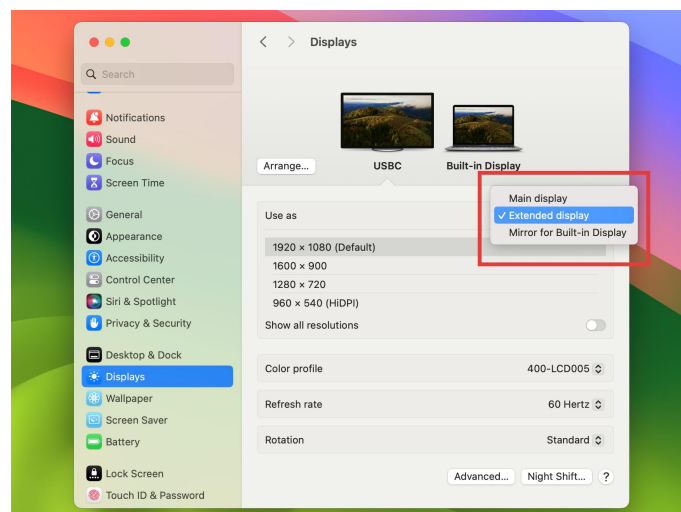 Displays
Search
Notifications
Sound
Focus
Screen Time
General
Appearance
Accessibility
Control Center
Siri & Spotlight
Privacy & Security
Desktop & Dock
Displays
Wallpaper
Screen Saver
Battery
Lock Screen
Touch ID & Password
Arrange...
USBC
Built-in Display
Use as
Main display
✓ Extended display
Mirror for Built-in Display
1920 × 1080 (Default)
1600 × 900
1280 × 720
960 × 540 (HiDPI)
Show all resolutions
Color profile 400-LCD005
Refresh rate 60 Hertz
Rotation Standard
Advanced... Night Shift... ?